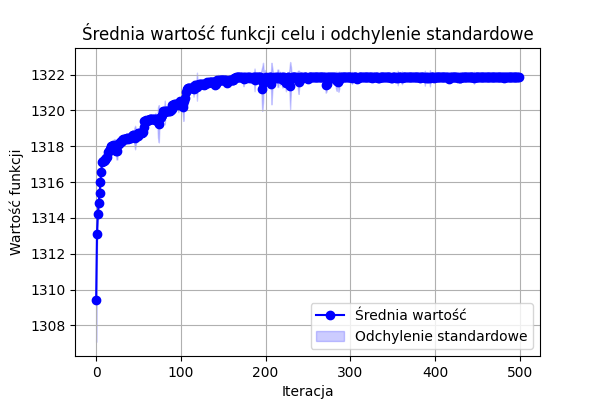 Średnia wartość funkcji celu i odchylenie standardowe
Wartość funkcji
1322
1320
1318
1316
1314
1312
1310
1308
0 100 200 300 400 500
Iteracja
Średnia wartość
Odchylenie standardowe